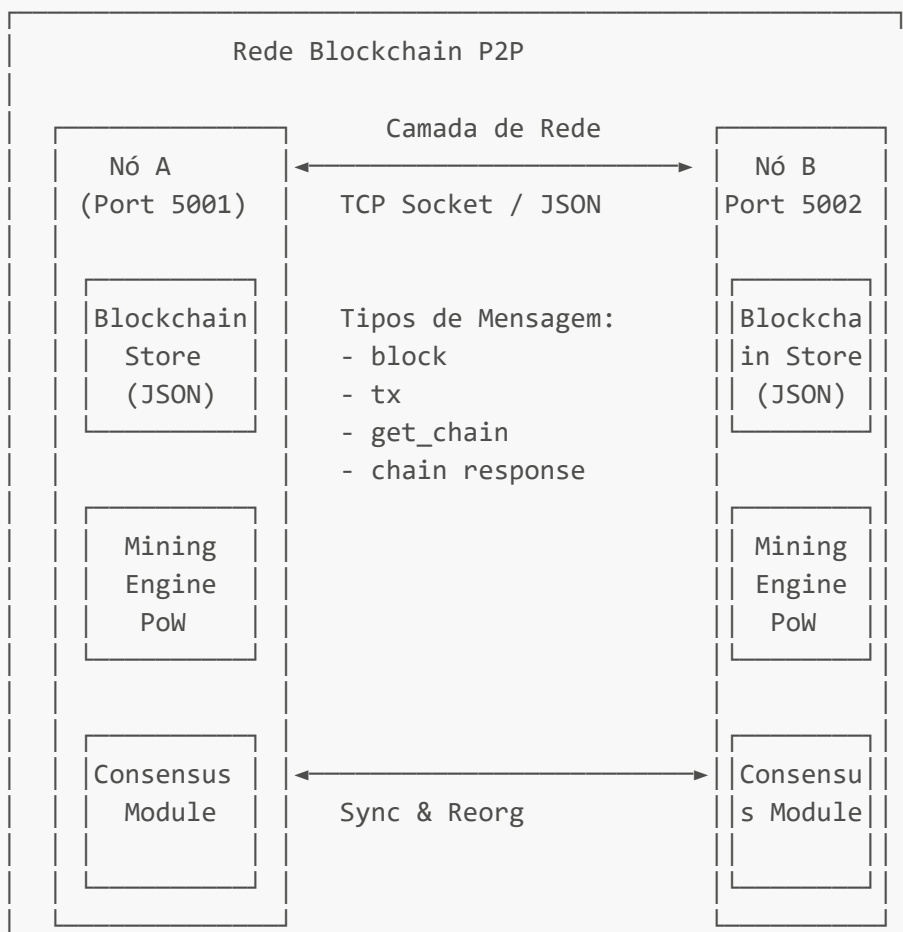 Rede Blockchain P2P
Camada de Rede
Nó A
Nó B
(Port 5001)
TCP Socket / JSON
Port 5002
Blockchain
Tipos de Mensagem:
Blockcha
Store
- block
in Store
(JSON)
- tx
(JSON)
- get_chain
- chain response
Mining
Mining
Engine
Engine
PoW
PoW
Consensus
Consensu
Module
Sync & Reorg
s Module